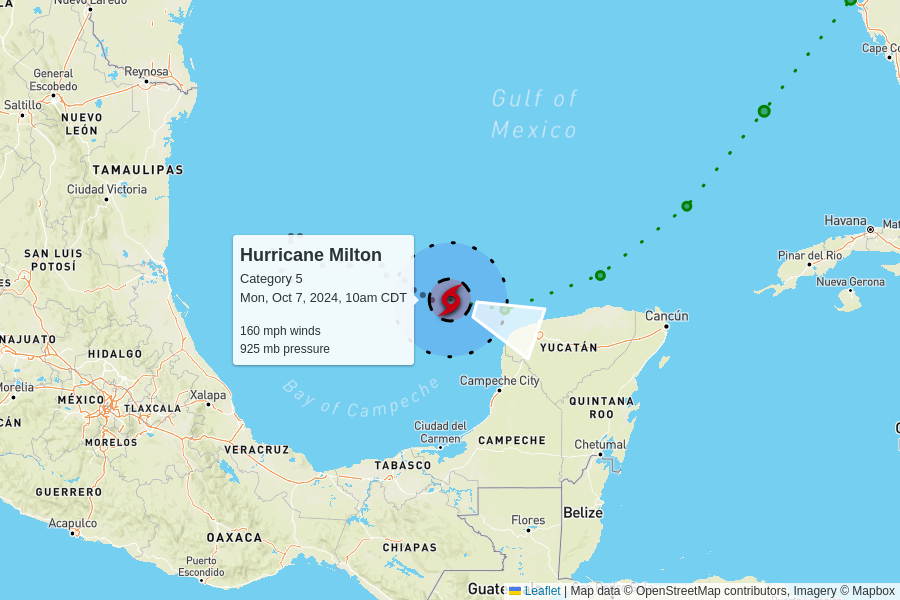 Nuevo Laredo
LA
Cape Co
General
Escobedo
Reynosa
Gulf of
Mexico
Saltillo
NUEVO
LEÓN
TAMAULIPAS
Ciudad Victoria
Havana
Mat
SAN LUIS
POTOSÍ
ES
Hurricane Milton
Category 5
Mon, Oct 7, 2024, 10am CDT
160 mph winds
925 mb pressure
Pinar del Rio
Nueva Gerona
Cancún
NAJUATO
HIDALGO
YUCATÁN
Morelia
Xalapa
Bay of Campeche
Campeche City
MÉXICO
TLAXCALA
QUINTANA
ROO
CÁN
MORELOS
Ciudad del
Carmen
CAMPECHE
Chetumal
VERACRUZ
TABASCO
GUERRERO
Acapulco
Flores
Belize
OAXACA
CHIAPAS
Puerto
Escondido
Guate
Leaflet | Map data © OpenStreetMap contributors, Imagery © Mapbox